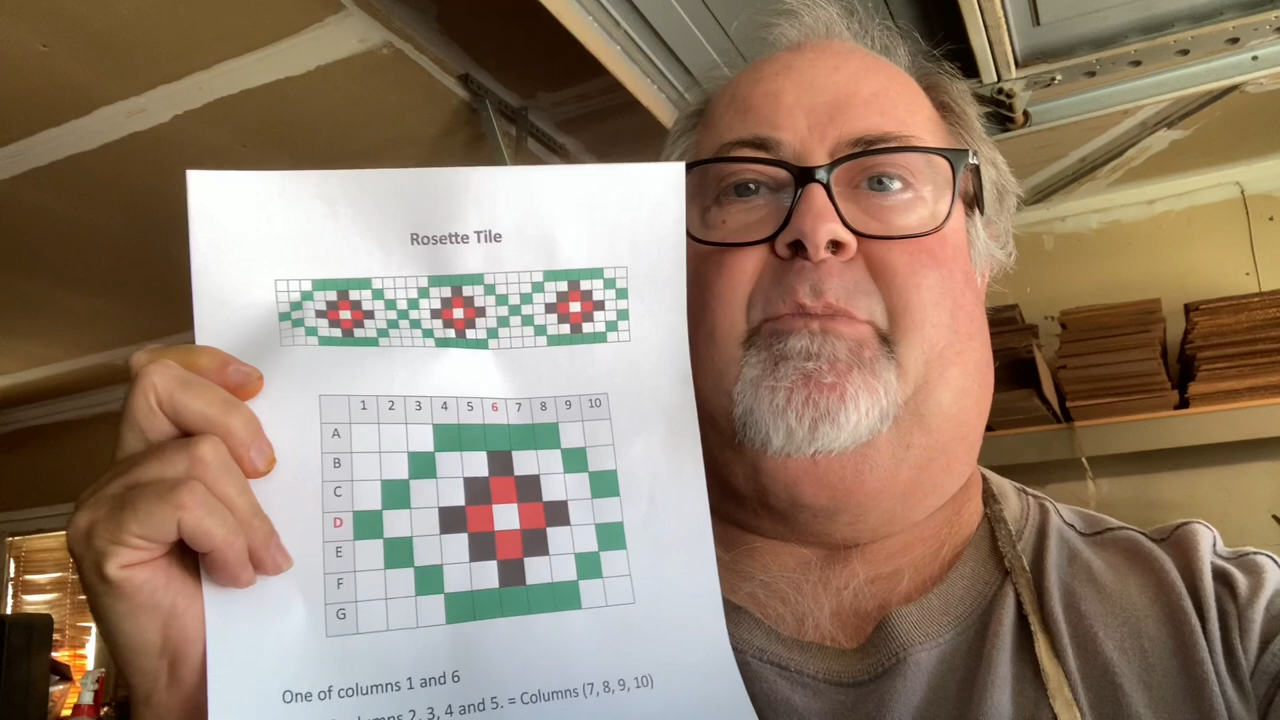 Rosette Tile
1 2 3 4 5 6 7 8 9 10
A
B
C
D
E
F
G
One of columns 1 and 6
columns 2, 3, 4 and 5. = Columns (7, 8, 9, 10)